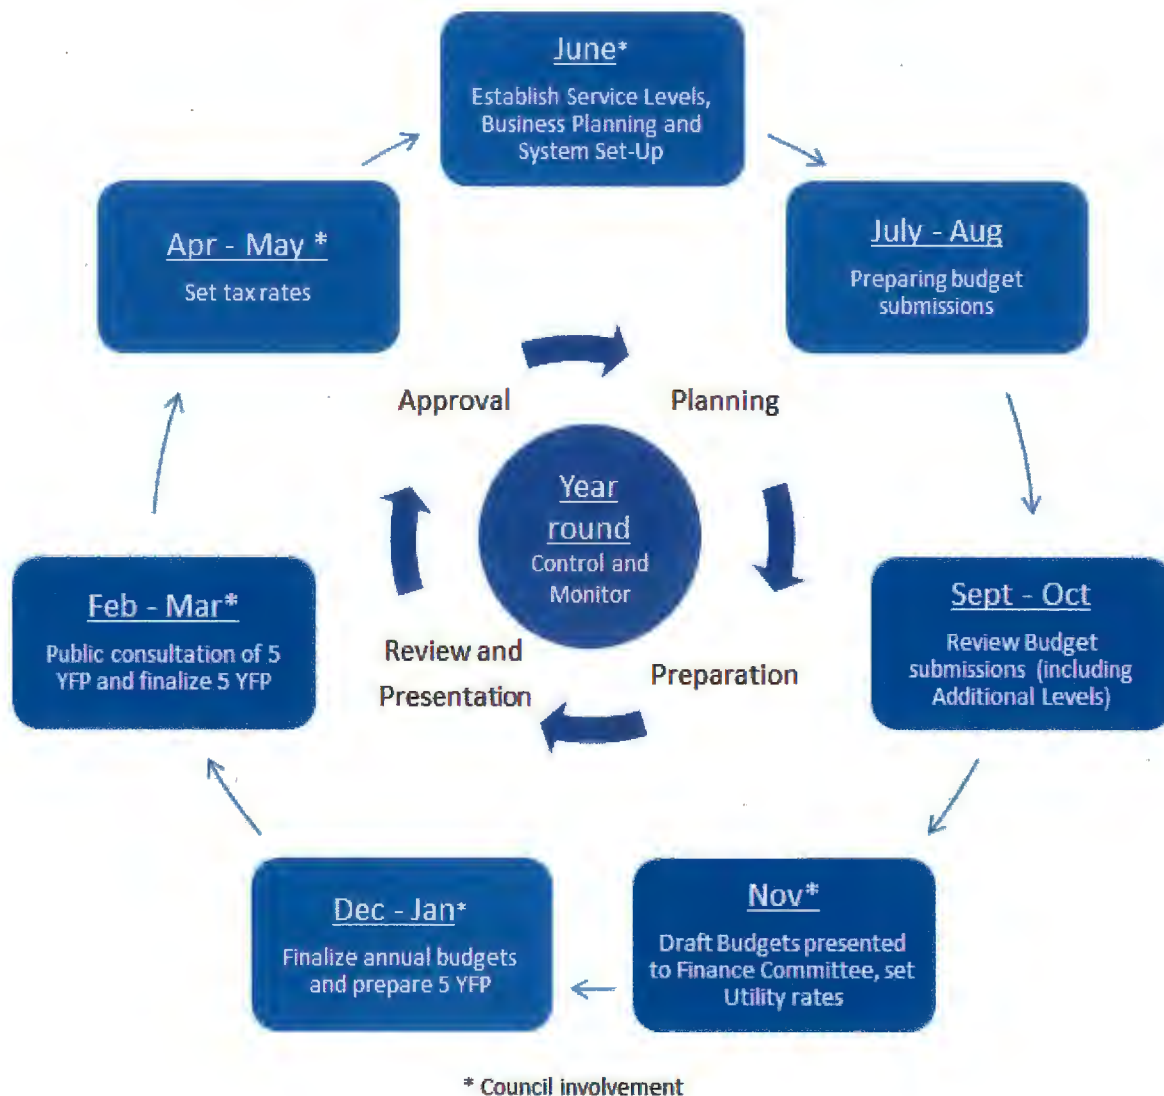 June*
Establish Service Levels,
Business Planning and
System Set-Up
July - Aug
Preparing budget
submissions
Sept - Oct
Review Budget
submissions (including
Additional Levels)
Nov*
Draft Budgets presented
to Finance Committee, set
Utility rates
Dec - Jan*
Finalize annual budgets
and prepare 5 YFP
Feb - Mar*
Public consultation of 5
YFP and finalize 5 YFP
Apr - May *
Set tax rates
Approval
Planning
Preparation
Review and
Presentation
Year
round
Control and
Monitor
* Council involvement